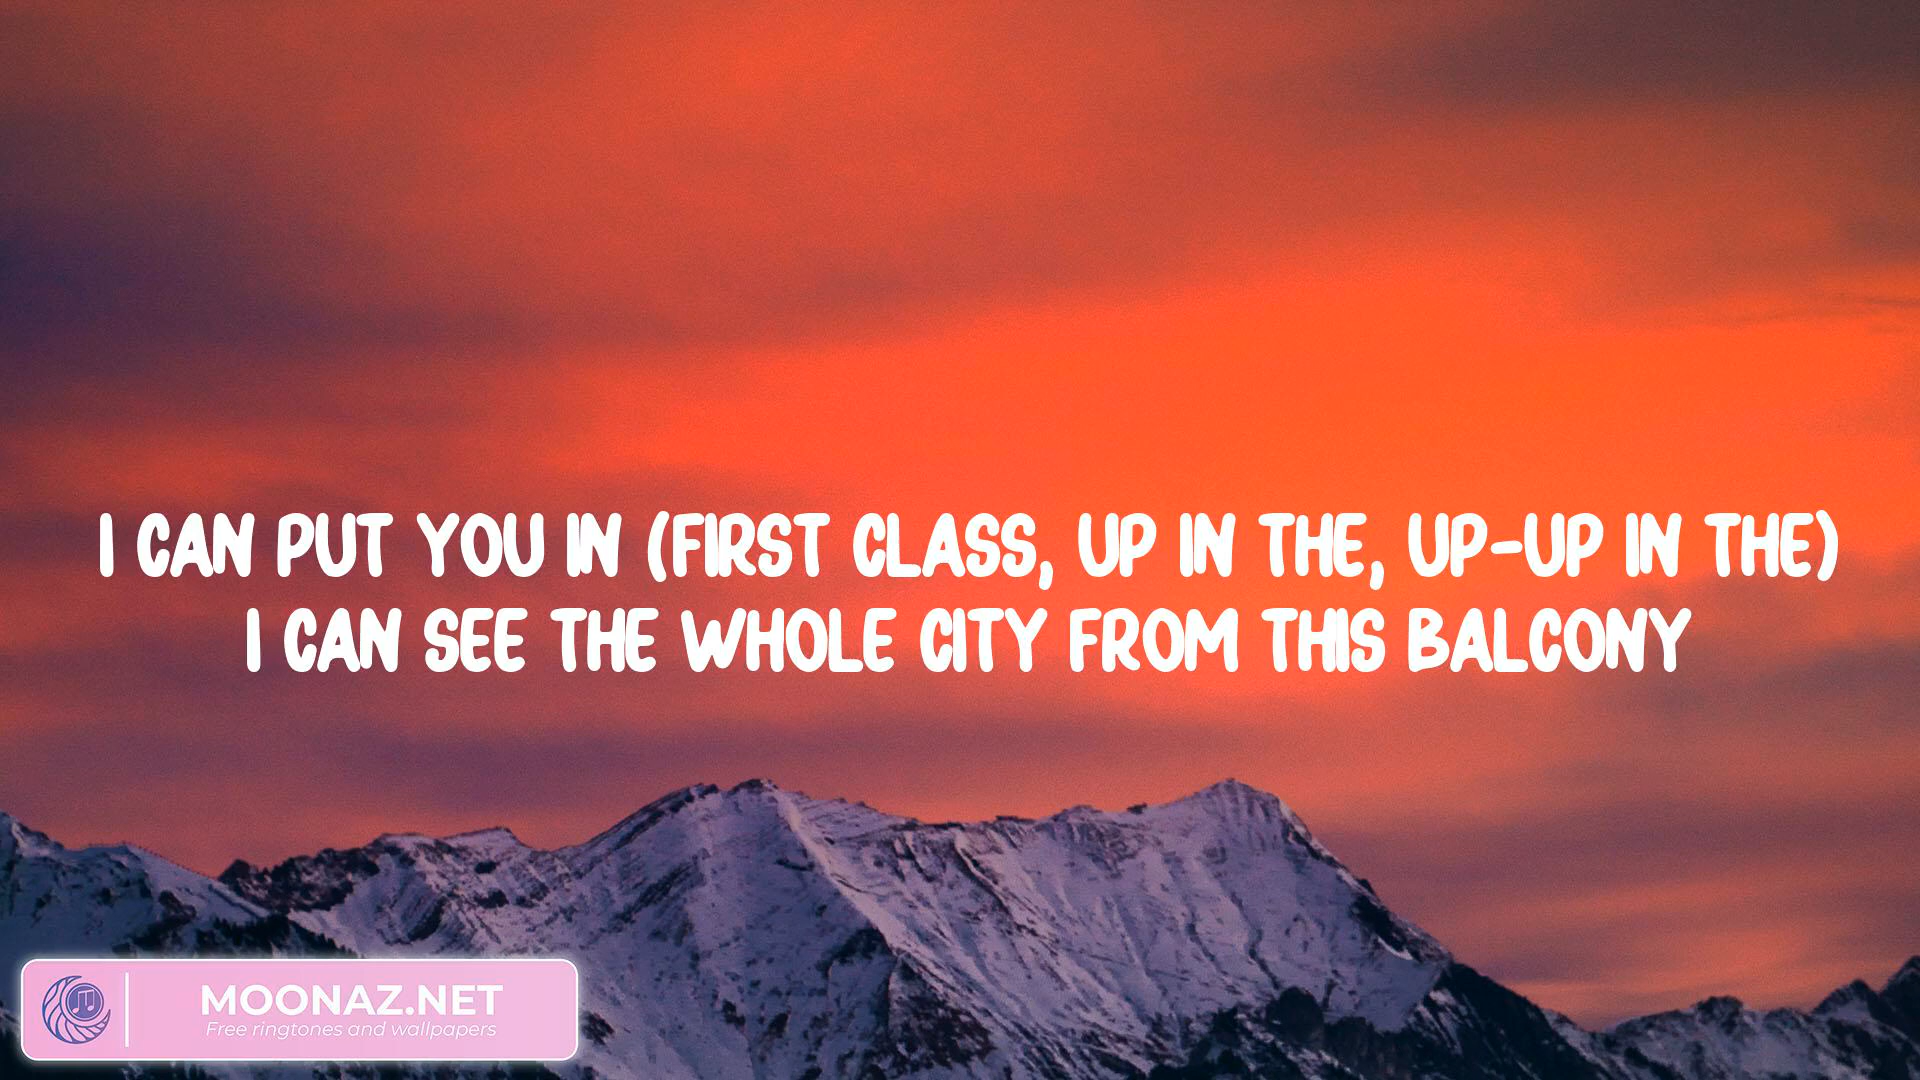 I CAN PUT YOU IN (FIRST CLASS, UP IN THE, UP-UP IN THE)
I CAN SEE THE WHOLE CITY FROM THIS BALCONY
MOONAZ.NET
Free ringtones and wallpapers